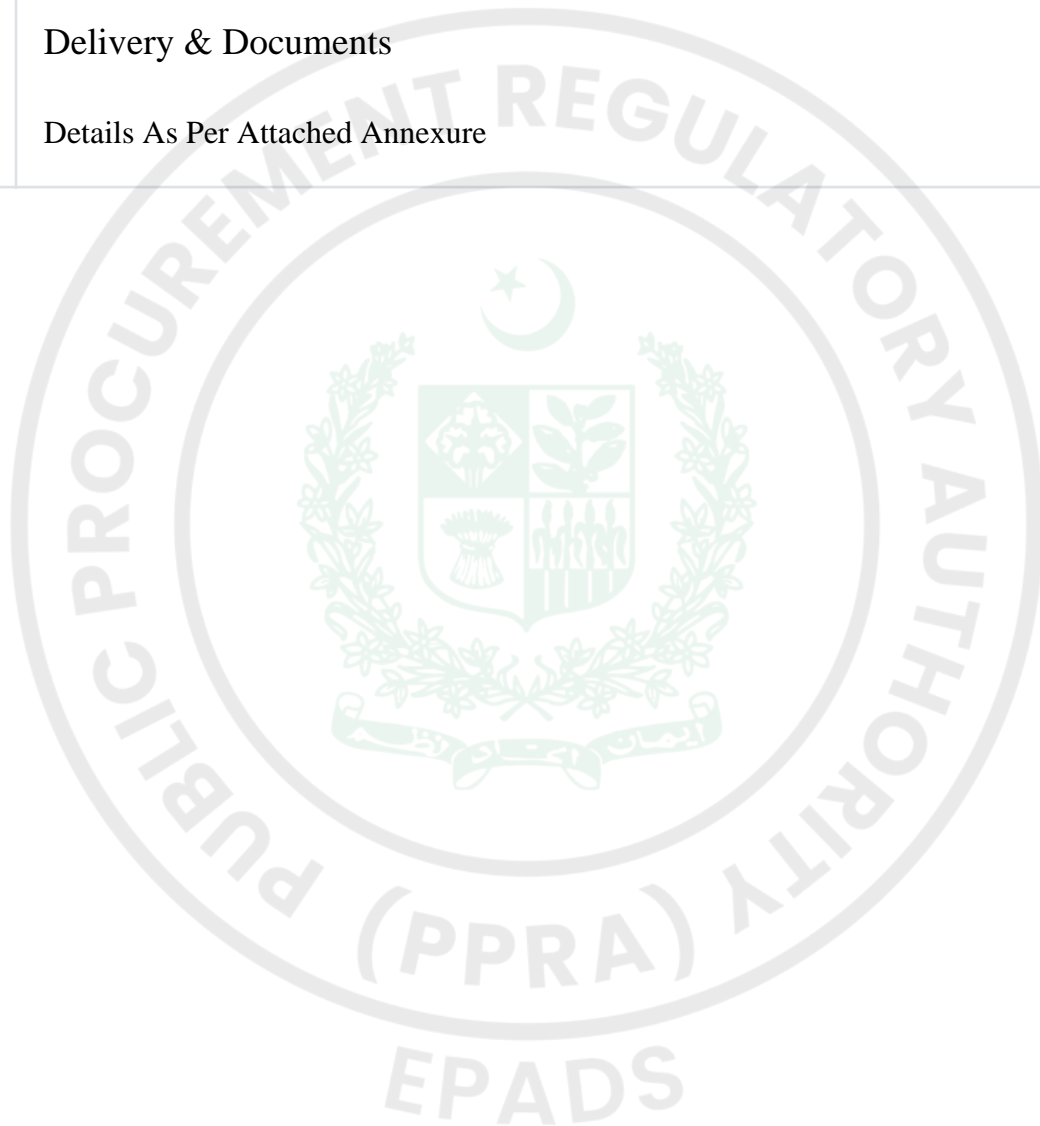 Delivery & Documents
Details As Per Attached Annexure
PUBLIC PROCUREMENT REGULATORY AUTHORITY
(PPRA)
EPADS